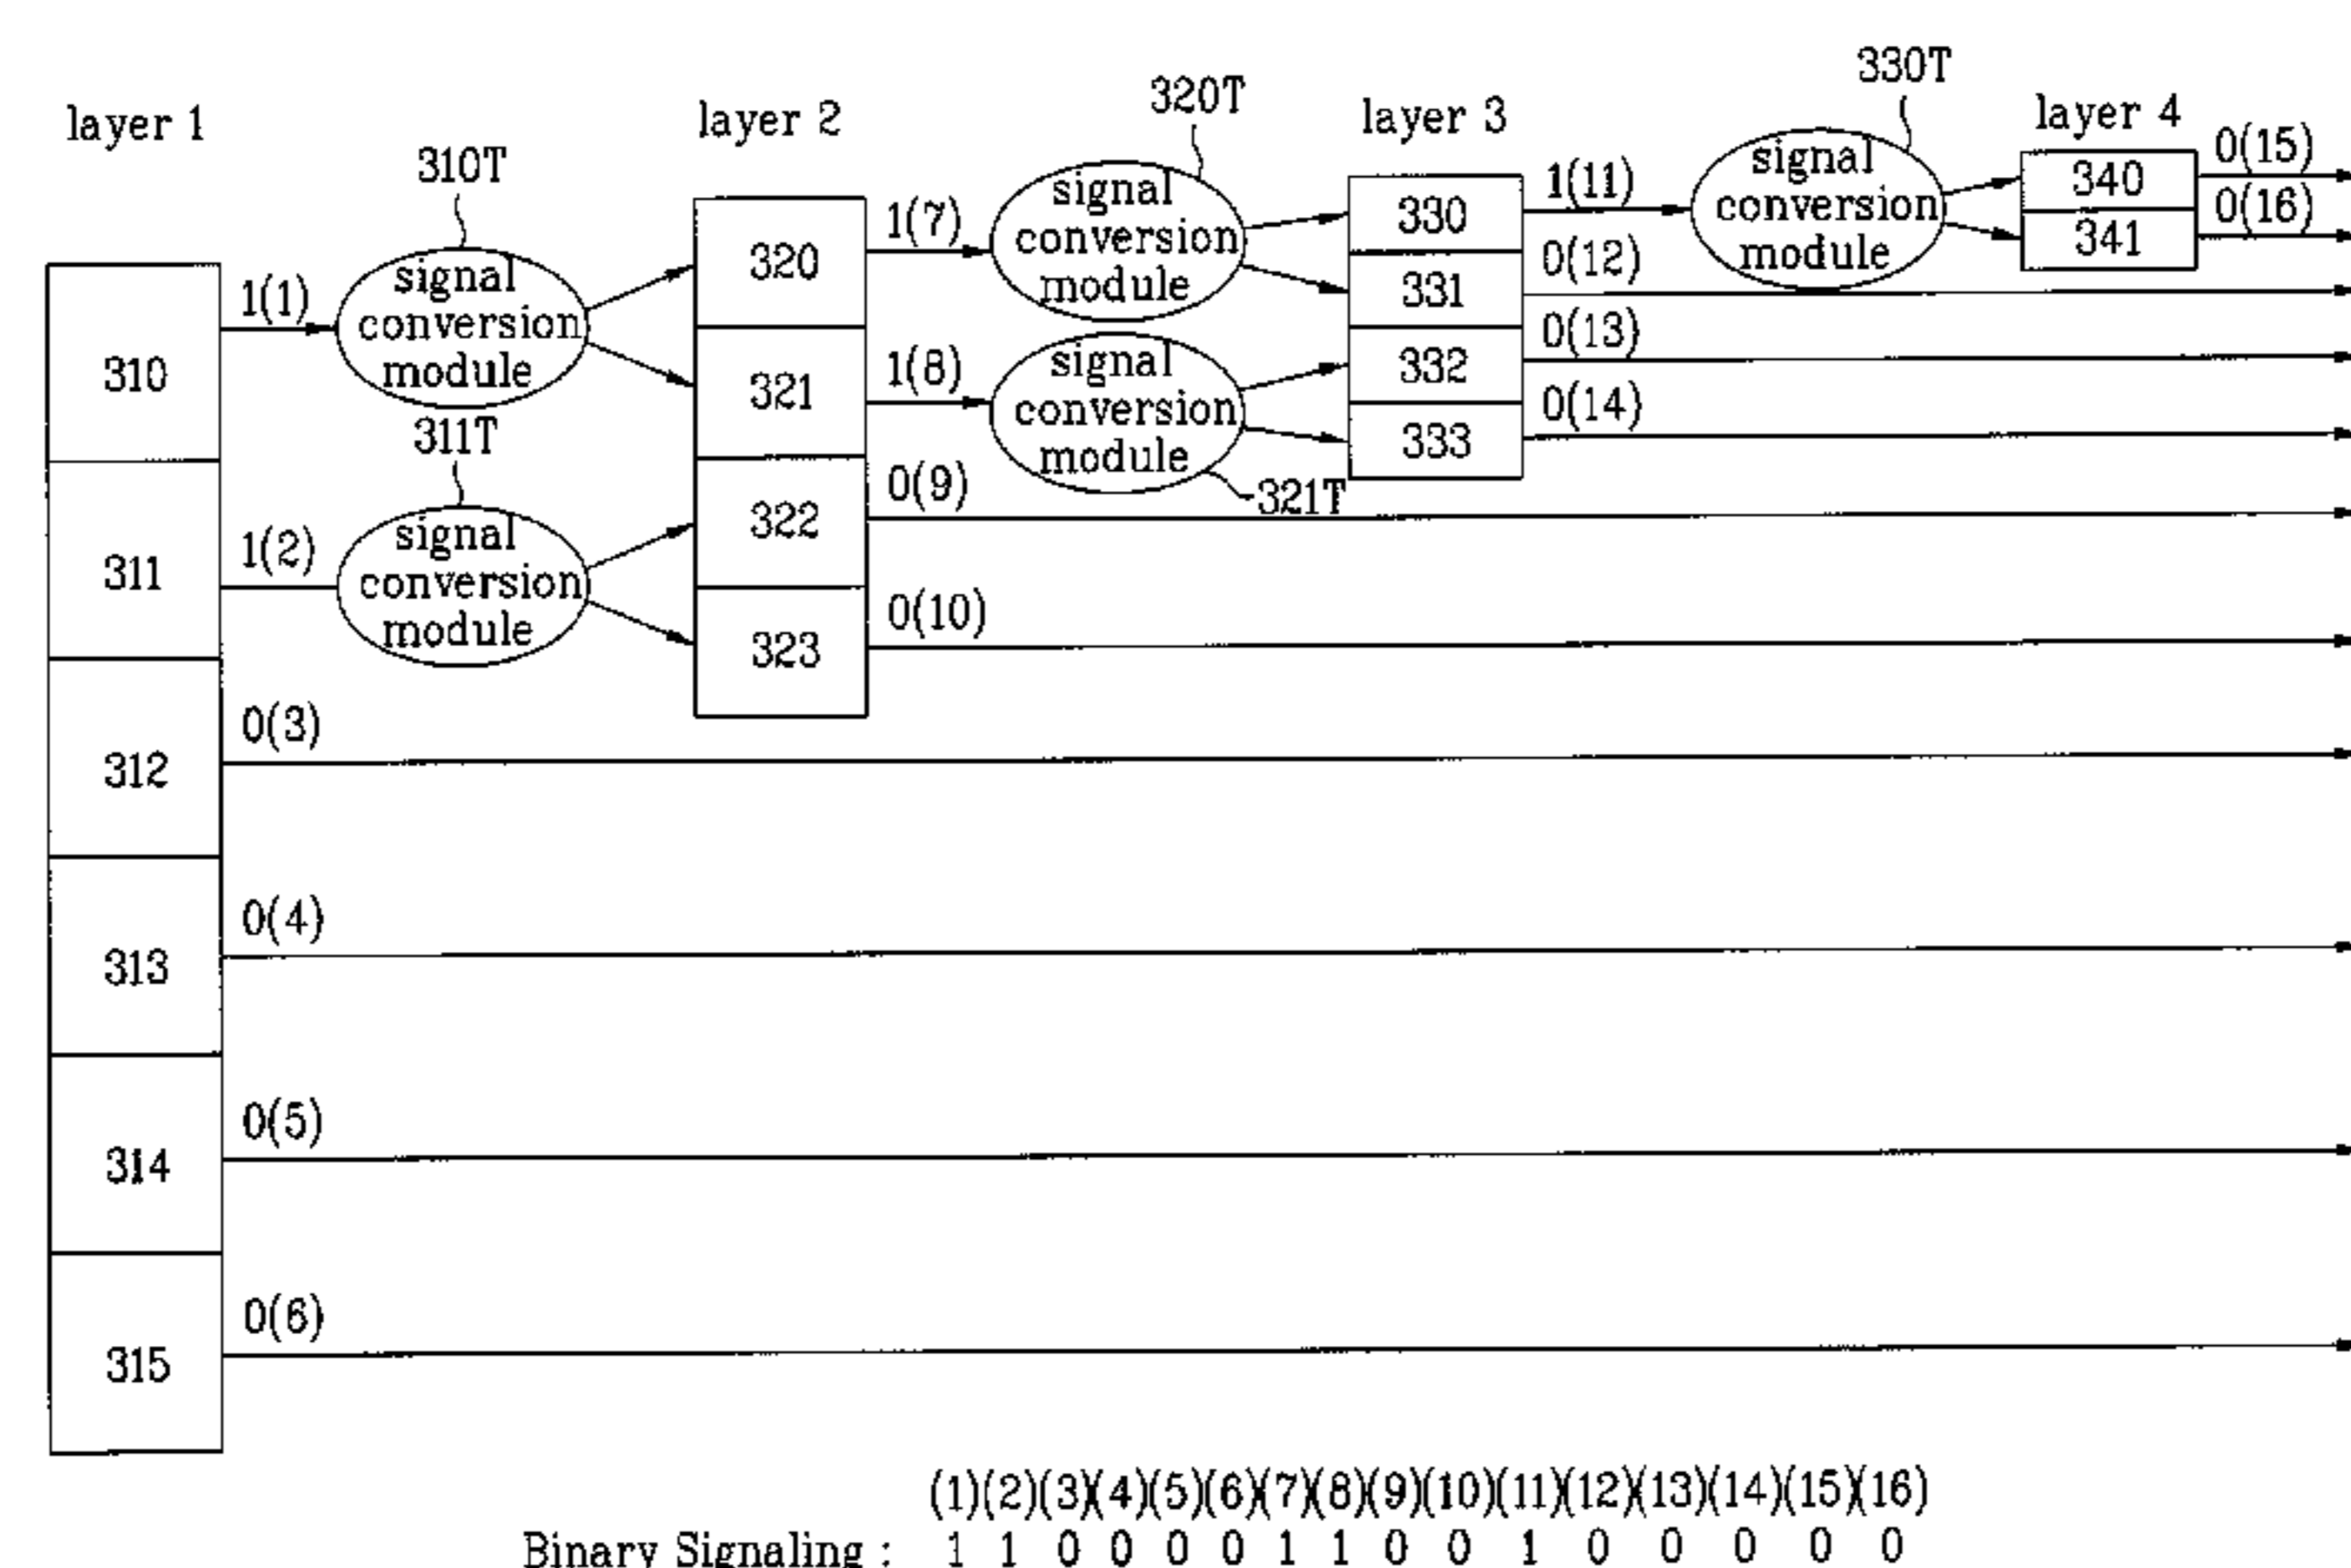 layer 1
310
311
312
313
314
315
1(1)
1(2)
0(3)
0(4)
0(5)
0(6)
310T
signal
conversion
module
311T
signal
conversion
module
layer 2
320
321
322
323
1(7)
1(8)
0(9)
0(10)
320T
signal
conversion
module
signal
conversion
module
321T
layer 3
330
331
332
333
1(11)
0(12)
0(13)
0(14)
330T
signal
conversion
module
layer 4
340
341
0(15)
0(16)
(1)(2)(3)(4)(5)(6)(7)(8)(9)(10)(11)(12)(13)(14)(15)(16)
Binary Signaling : 1 1 0 0 0 0 1 1 0 0 1 0 0 0 0 0